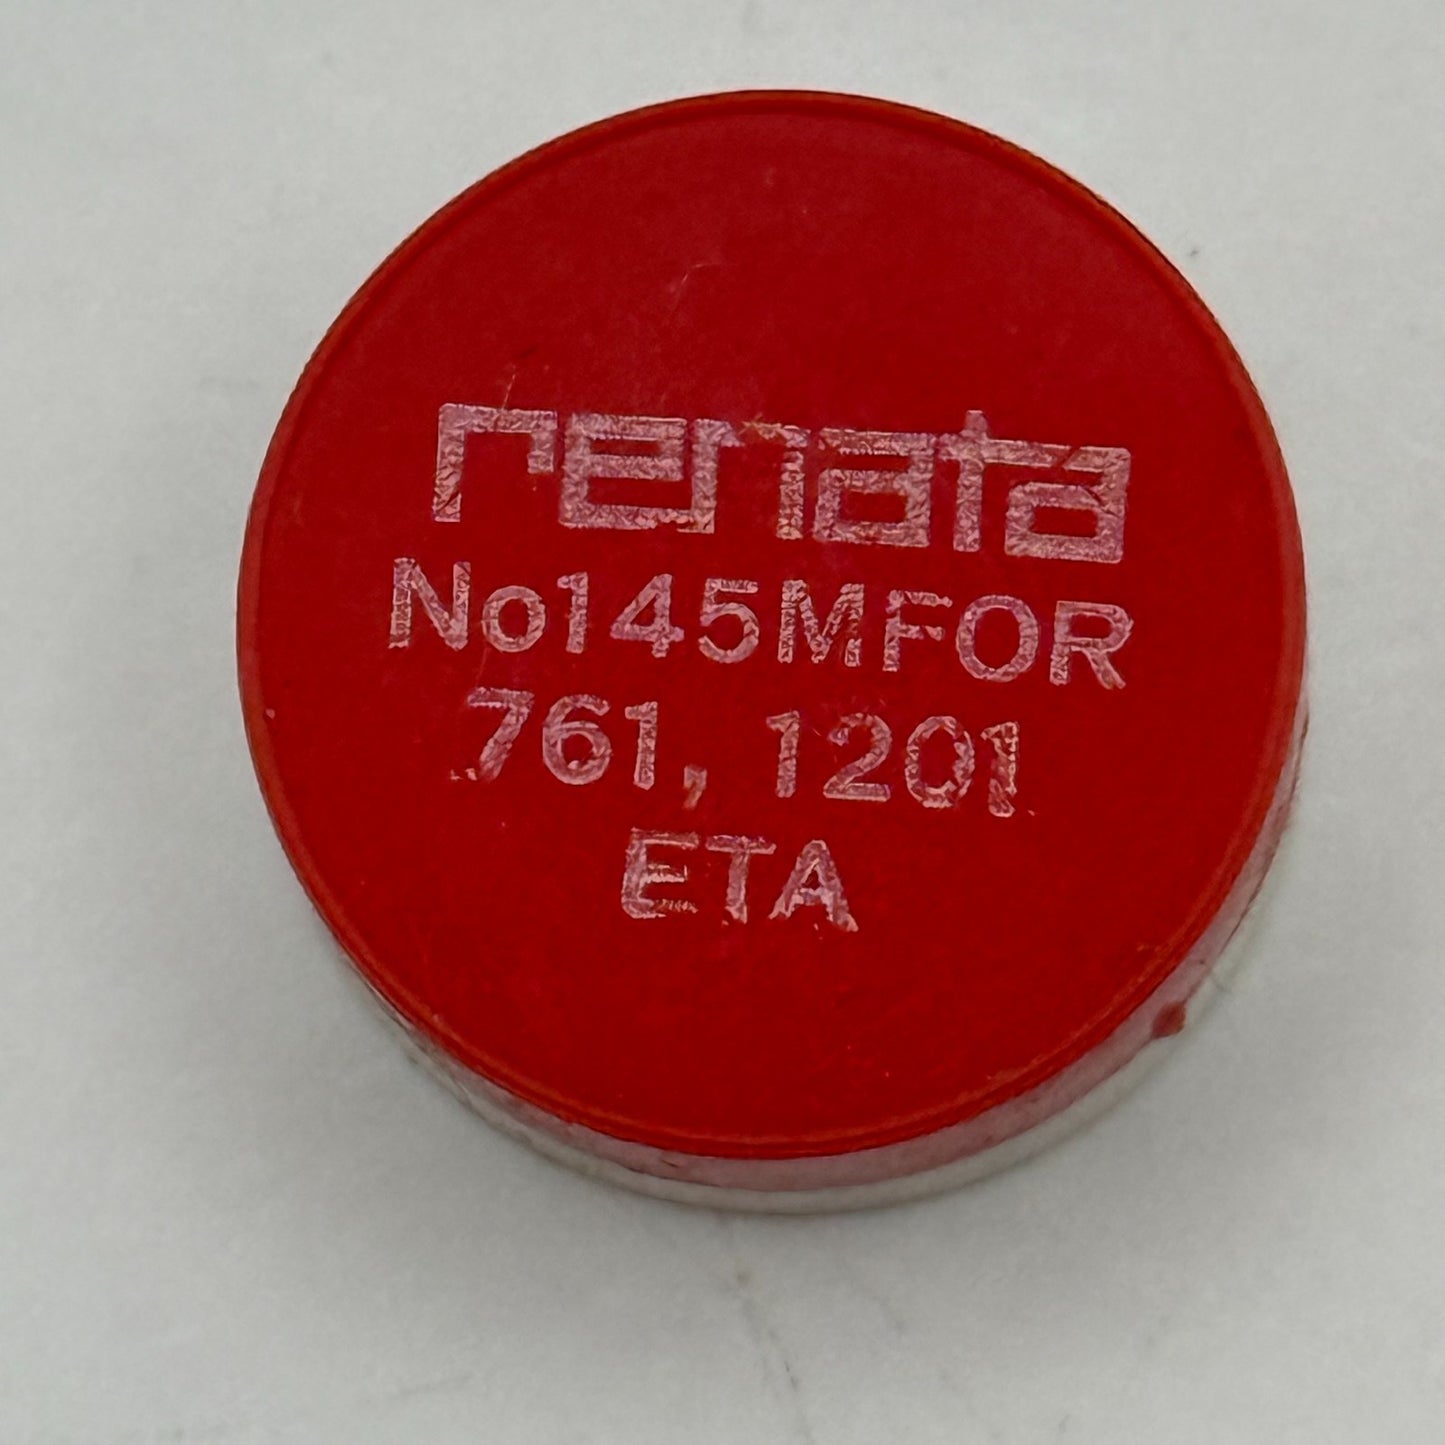 renata
No145MFOR
761, 1201
ETA